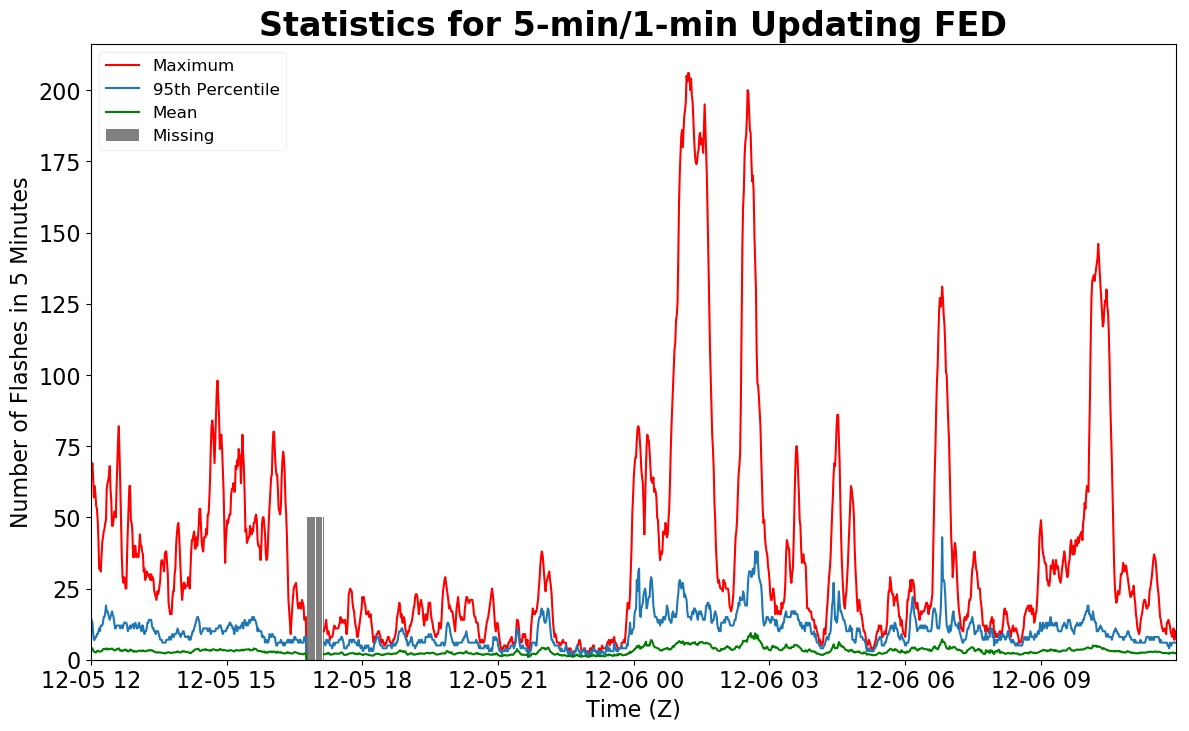 Statistics for 5-min/1-min Updating FED
Maximum
95th Percentile
Mean
Missing
Number of Flashes in 5 Minutes
200
175
150
125
100
75
50
25
0
12-05 12
12-05 15
12-05 18
12-05 21
12-06 00
12-06 03
12-06 06
12-06 09
Time (Z)